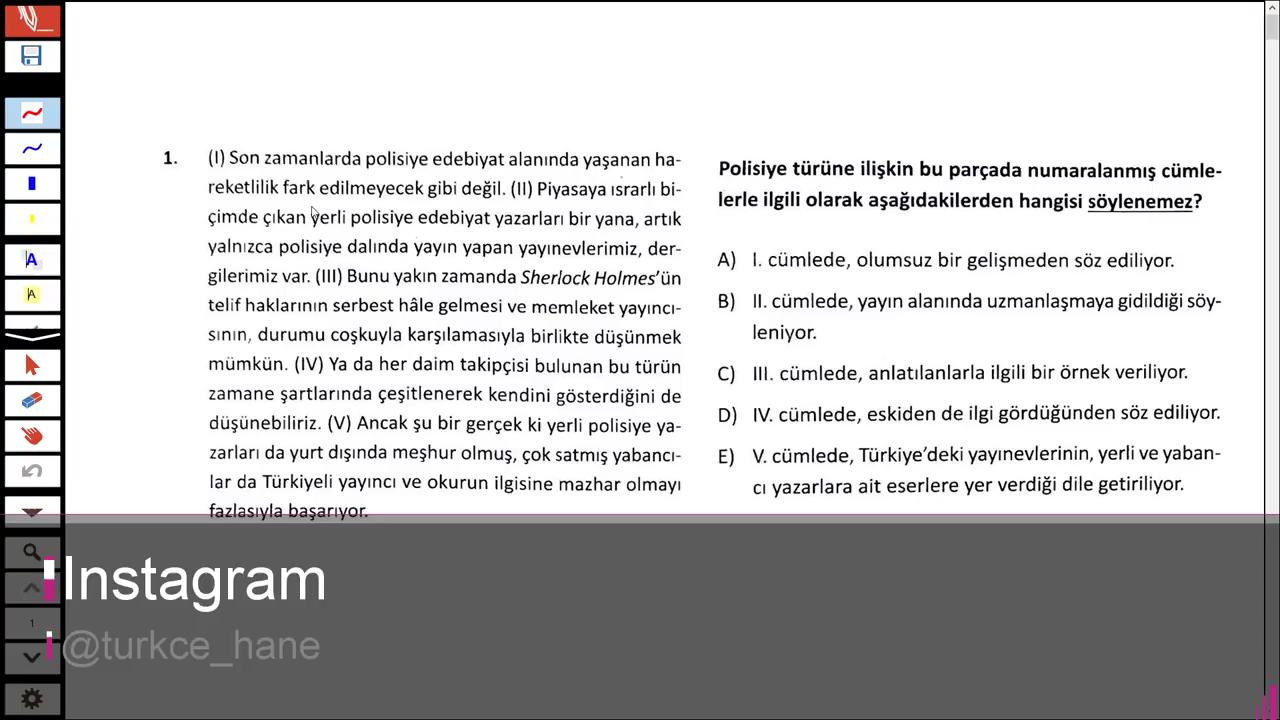 1.
(I) Son zamanlarda polisiye edebiyat alanında yaşanan ha-
reketlilik fark edilmeyecek gibi değil. (II) Piyasaya ısrarlı bi-
çimde çıkan yerli polisiye edebiyat yazarları bir yana, artık
yalnızca polisiye dalında yayın yapan yayınevlerimiz, der-
gilerimiz var. (III) Bunu yakın zamanda Sherlock Holmes'ün
telif haklarının serbest hâle gelmesi ve memleket yayıncı-
sının, durumu coşkuyla karşılamasıyla birlikte düşünmek
mümkün. (IV) Ya da her daim takipçisi bulunan bu türün
zamane şartlarında çeşitlenerek kendini gösterdiğini de
düşünebiliriz. (V) Ancak şu bir gerçek ki yerli polisiye ya-
zarları da yurt dışında meşhur olmuş, çok satmış yabancı-
lar da Türkiyeli yayıncı ve okurun ilgisine mazhar olmayı
fazlasıyla başarıyor.
Polisiye türüne ilişkin bu parçada numaralanmış cümle-
lerle ilgili olarak aşağıdakilerden hangisi söylenemez?
A) I. cümlede, olumsuz bir gelişmeden söz ediliyor.
B) II. cümlede, yayın alanında uzmanlaşmaya gidildiği söy-
leniyor.
C) III. cümlede, anlatılanlarla ilgili bir örnek veriliyor.
D) IV. cümlede, eskiden de ilgi gördüğünden söz ediliyor.
E) V. cümlede, Türkiye'deki yayınevlerinin, yerli ve yaban-
cı yazarlara ait eserlere yer verdiği dile getiriliyor.
A
A
1
Instagram
@turkce_hane